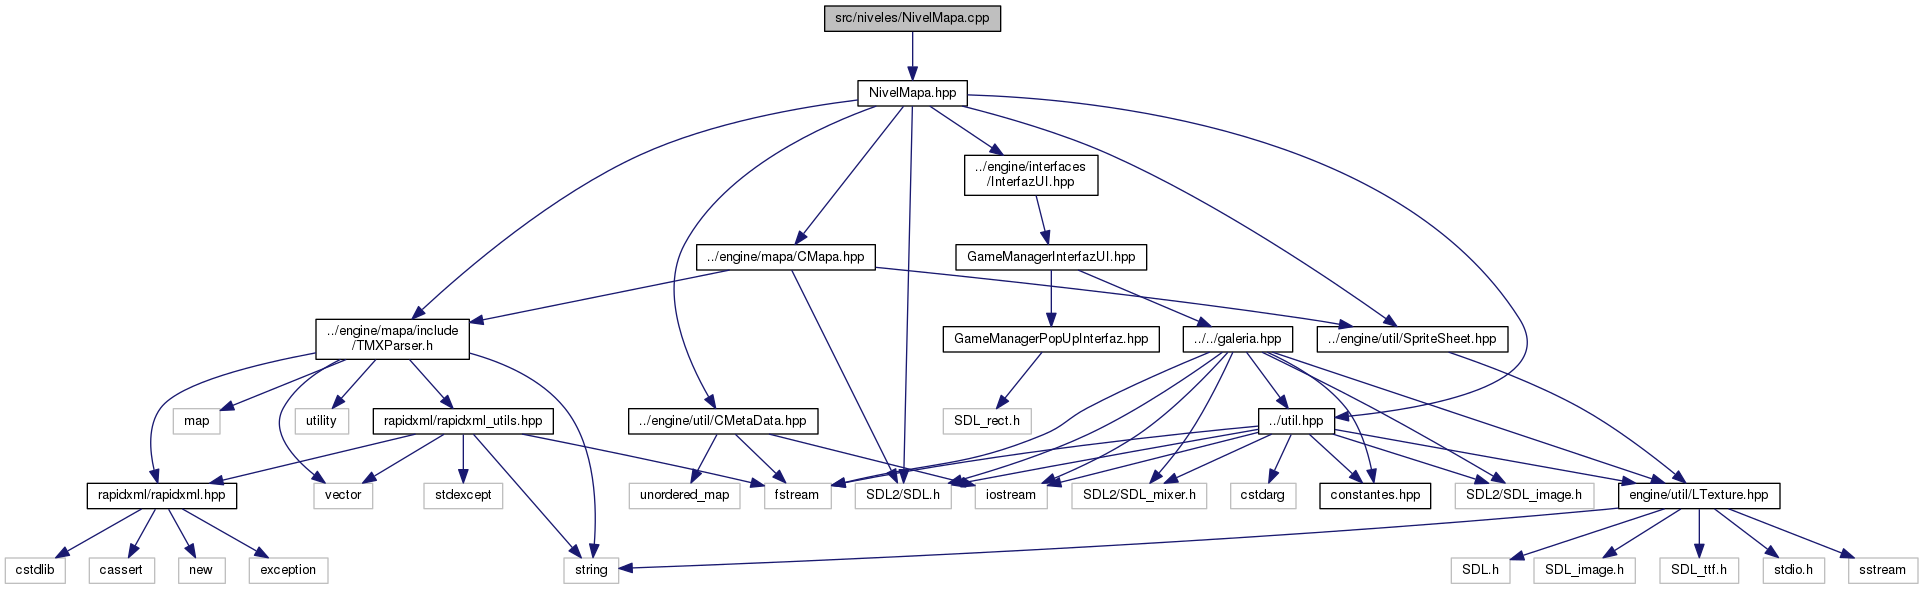 src/niveles/NivelMapa.cpp
NivelMapa.hpp
../engine/interfaces
/InterfazUI.hpp
../engine/mapa/CMapa.hpp
GameManagerInterfazUI.hpp
../engine/mapa/include
/TMXParser.h
GameManagerPopUpInterfaz.hpp
../../galeria.hpp
../engine/util/SpriteSheet.hpp
map
utility
rapidxml/rapidxml_utils.hpp
../engine/util/CMetaData.hpp
SDL_rect.h
../util.hpp
rapidxml/rapidxml.hpp
vector
stdexcept
unordered_map
fstream
SDL2/SDL.h
iostream
SDL2/SDL_mixer.h
cstdarg
constantes.hpp
SDL2/SDL_image.h
engine/util/LTexture.hpp
cstdlib
cassert
new
exception
string
SDL.h
SDL_image.h
SDL_ttf.h
stdio.h
sstream